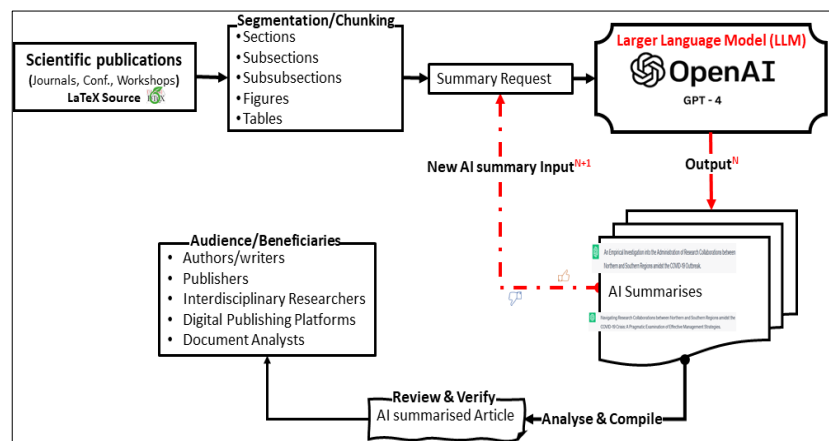 Segmentation/Chunking
• Sections
• Subsections
• Subsubsections
• Figures
• Tables
Scientific publications
(Journals, Conf., Workshops)
LaTeX Source
Summary Request
Larger Language Model (LLM)
OpenAI
GPT - 4
New AI summary Input^N+1
Output^N
Audience/Beneficiaries
• Authors/writers
• Publishers
• Interdisciplinary Researchers
• Digital Publishing Platforms
• Document Analysts
An Empirical Investigation into the Administration of Research Collaborations between
Northern and Southern Regions amidst the COVID-19 Outbreak.
AI Summarises
Navigating Research Collaborations between Northern and Southern Regions amidst the
COVID-19 Crisis: A Pragmatic Examination of Effective Management Strategies.
Review & Verify
AI summarised Article
Analyse & Compile